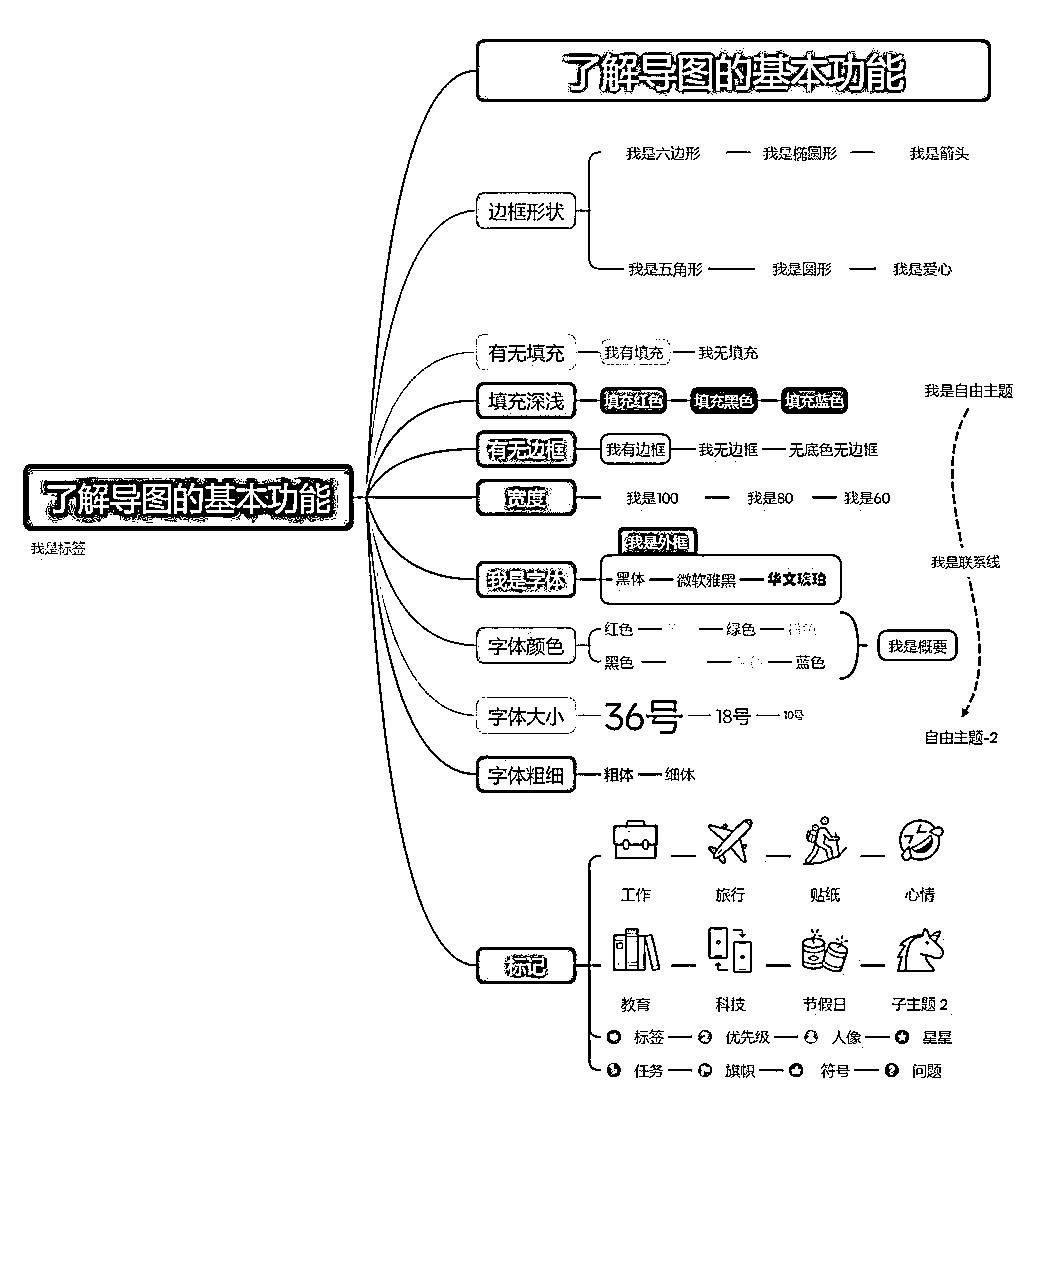 了解导图的基本功能
我是六边形 我是椭圆形 我是箭头
边框形状
我是五角形 我是圆形 我是爱心
有无填充 我有填充 我无填充
我是自由主题
填充深浅 填充红色 填充黑色 填充蓝色
有无边框 我有边框 我无边框 无底色无边框
了解导图的基本功能
宽度 我是100 我是80 我是60
我是标签
我是外框
我是联系线
我是字体 黑体 微软雅黑 华文琥珀
红色 绿色
字体颜色 我是概要
黑色 蓝色
字体大小 36号 18号 10号
自由主题-2
字体粗细 粗体 细体
工作 旅行 贴纸 心情
标记
教育 科技 节假日 子主题 2
标签 优先级 人像 星星
任务 旗帜 符号 问题